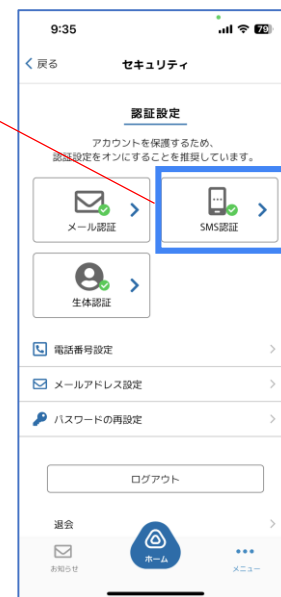 9:35
79
戻る
セキュリティ
認証設定
アカウントを保護するため、
認証設定をオンにすることを推奨しています。
メール認証
SMS認証
生体認証
電話番号設定
メールアドレス設定
パスワードの再設定
ログアウト
退会
お知らせ
ホーム
メニュー